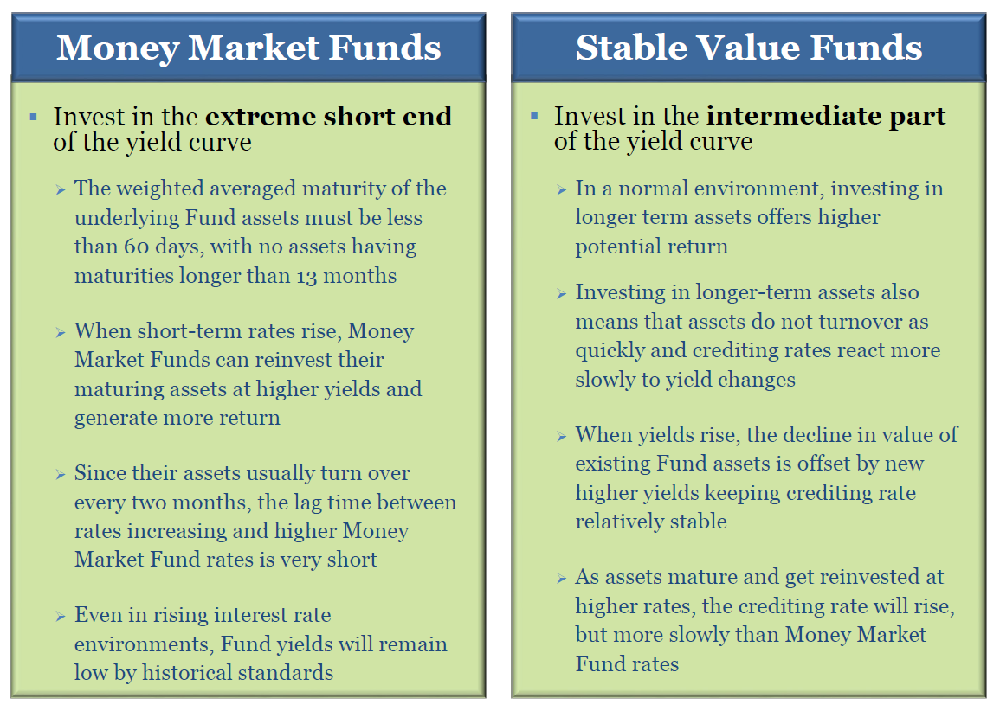 Money Market Funds
▪ Invest in the extreme short end
of the yield curve
➢ The weighted averaged maturity of the
underlying Fund assets must be less
than 60 days, with no assets having
maturities longer than 13 months
➢ When short-term rates rise, Money
Market Funds can reinvest their
maturing assets at higher yields and
generate more return
➢ Since their assets usually turn over
every two months, the lag time between
rates increasing and higher Money
Market Fund rates is very short
➢ Even in rising interest rate
environments, Fund yields will remain
low by historical standards
Stable Value Funds
▪ Invest in the intermediate part
of the yield curve
➢ In a normal environment, investing in
longer term assets offers higher
potential return
➢ Investing in longer-term assets also
means that assets do not turnover as
quickly and crediting rates react more
slowly to yield changes
➢ When yields rise, the decline in value of
existing Fund assets is offset by new
higher yields keeping crediting rate
relatively stable
➢ As assets mature and get reinvested at
higher rates, the crediting rate will rise,
but more slowly than Money Market
Fund rates